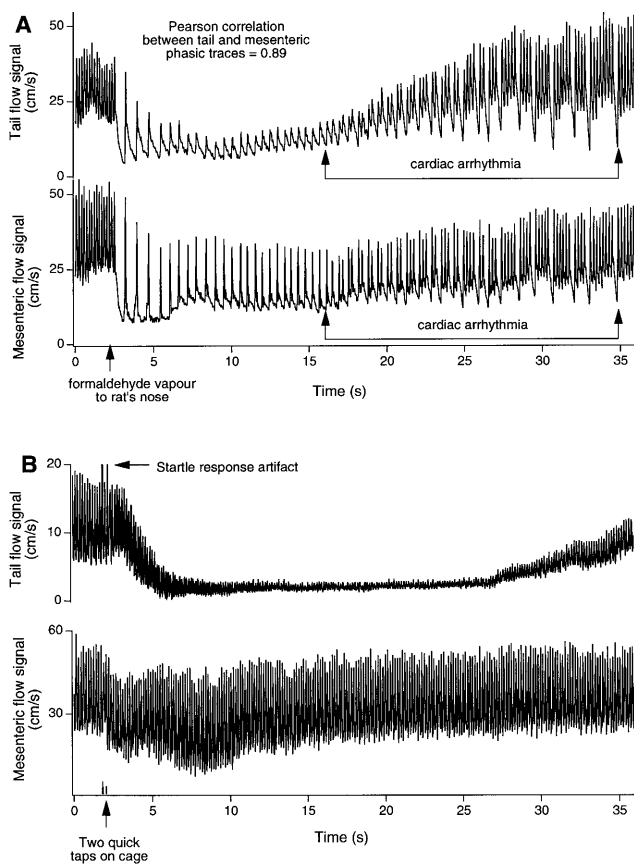 A
Pearson correlation
between tail and mesenteric
phasic traces = 0.89
Tail flow signal
(cm/s)
50
25
0
cardiac arrhythmia
Mesenteric flow signal
(cm/s)
50
25
0
cardiac arrhythmia
0 5 10 15 20 25 30 35
formaldehyde vapour
to rat's nose
Time (s)
B
Startle response artifact
Tail flow signal
(cm/s)
20
10
0
Mesenteric flow signal
(cm/s)
60
30
0 5 10 15 20 25 30 35
Two quick
taps on cage
Time (s)